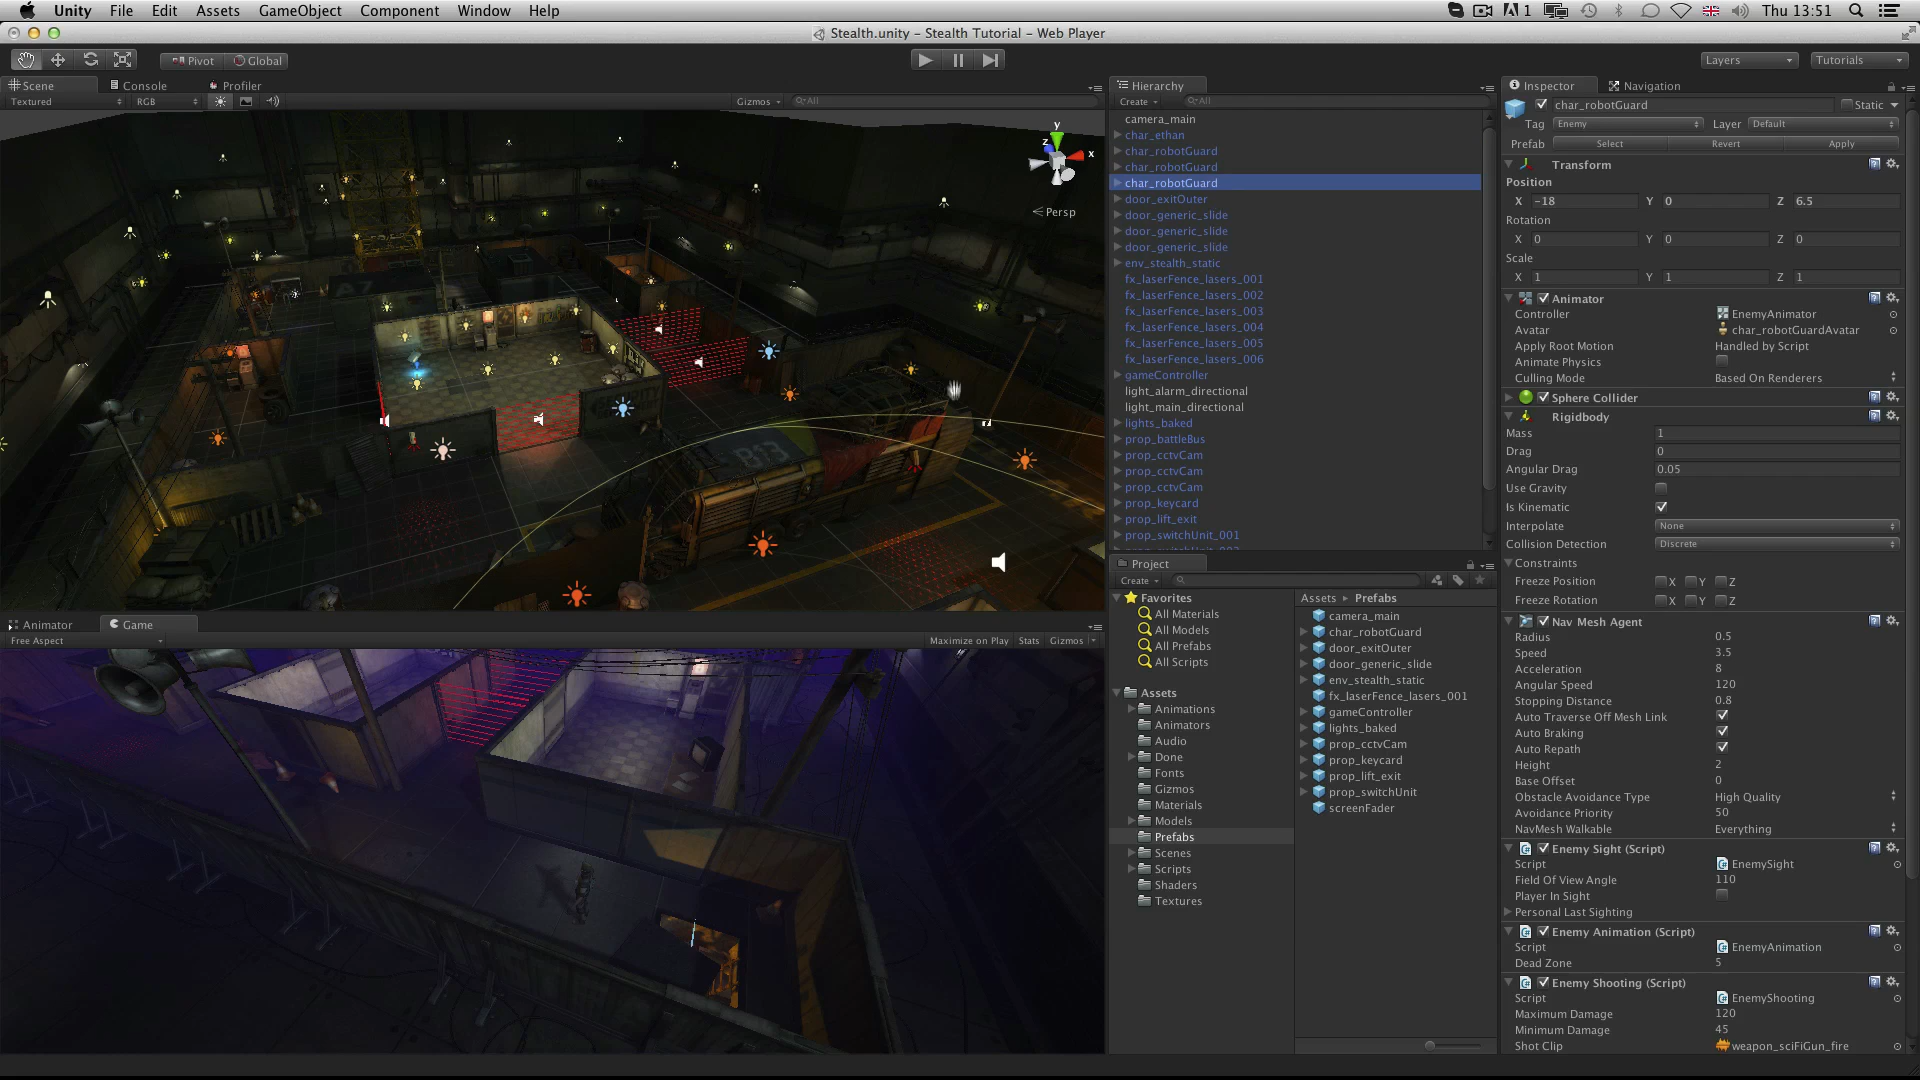 Unity File Edit Assets GameObject Component Window Help
1 Thu 13:51
Stealth.unity – Stealth Tutorial – Web Player
Pivot Global
Layers Tutorials
Scene Console Profiler
Textured RGB Gizmos All
y
z x
Persp
B13
Animator Game
Free Aspect Maximize on Play Stats Gizmos
Hierarchy
Create All
camera_main
char_ethan
char_robotGuard
char_robotGuard
char_robotGuard
door_exitOuter
door_generic_slide
door_generic_slide
door_generic_slide
env_stealth_static
fx_laserFence_lasers_001
fx_laserFence_lasers_002
fx_laserFence_lasers_003
fx_laserFence_lasers_004
fx_laserFence_lasers_005
fx_laserFence_lasers_006
gameController
light_alarm_directional
light_main_directional
lights_baked
prop_battleBus
prop_cctvCam
prop_cctvCam
prop_cctvCam
prop_keycard
prop_lift_exit
prop_switchUnit_001
Project
Create
Favorites
All Materials
All Models
All Prefabs
All Scripts
Assets
Animations
Animators
Audio
Done
Fonts
Gizmos
Materials
Models
Prefabs
Scenes
Scripts
Shaders
Textures
Assets Prefabs
camera_main
char_robotGuard
door_exitOuter
door_generic_slide
env_stealth_static
fx_laserFence_lasers_001
gameController
lights_baked
prop_cctvCam
prop_keycard
prop_lift_exit
prop_switchUnit
screenFader
Inspector Navigation
char_robotGuard Static
Tag Enemy Layer Default
Prefab Select Revert Apply
Transform
Position
X -18 Y 0 Z 6.5
Rotation
X 0 Y 0 Z 0
Scale
X 1 Y 1 Z 1
Animator
Controller EnemyAnimator
Avatar char_robotGuardAvatar
Apply Root Motion Handled by Script
Animate Physics
Culling Mode Based On Renderers
Sphere Collider
Rigidbody
Mass 1
Drag 0
Angular Drag 0.05
Use Gravity
Is Kinematic
Interpolate None
Collision Detection Discrete
Constraints
Freeze Position X Y Z
Freeze Rotation X Y Z
Nav Mesh Agent
Radius 0.5
Speed 3.5
Acceleration 8
Angular Speed 120
Stopping Distance 0.8
Auto Traverse Off Mesh Link
Auto Braking
Auto Repath
Height 2
Base Offset 0
Obstacle Avoidance Type High Quality
Avoidance Priority 50
NavMesh Walkable Everything
Enemy Sight (Script)
Script EnemySight
Field Of View Angle 110
Player In Sight
Personal Last Sighting
Enemy Animation (Script)
Script EnemyAnimation
Dead Zone 5
Enemy Shooting (Script)
Script EnemyShooting
Maximum Damage 120
Minimum Damage 45
Shot Clip weapon_sciFiGun_fire